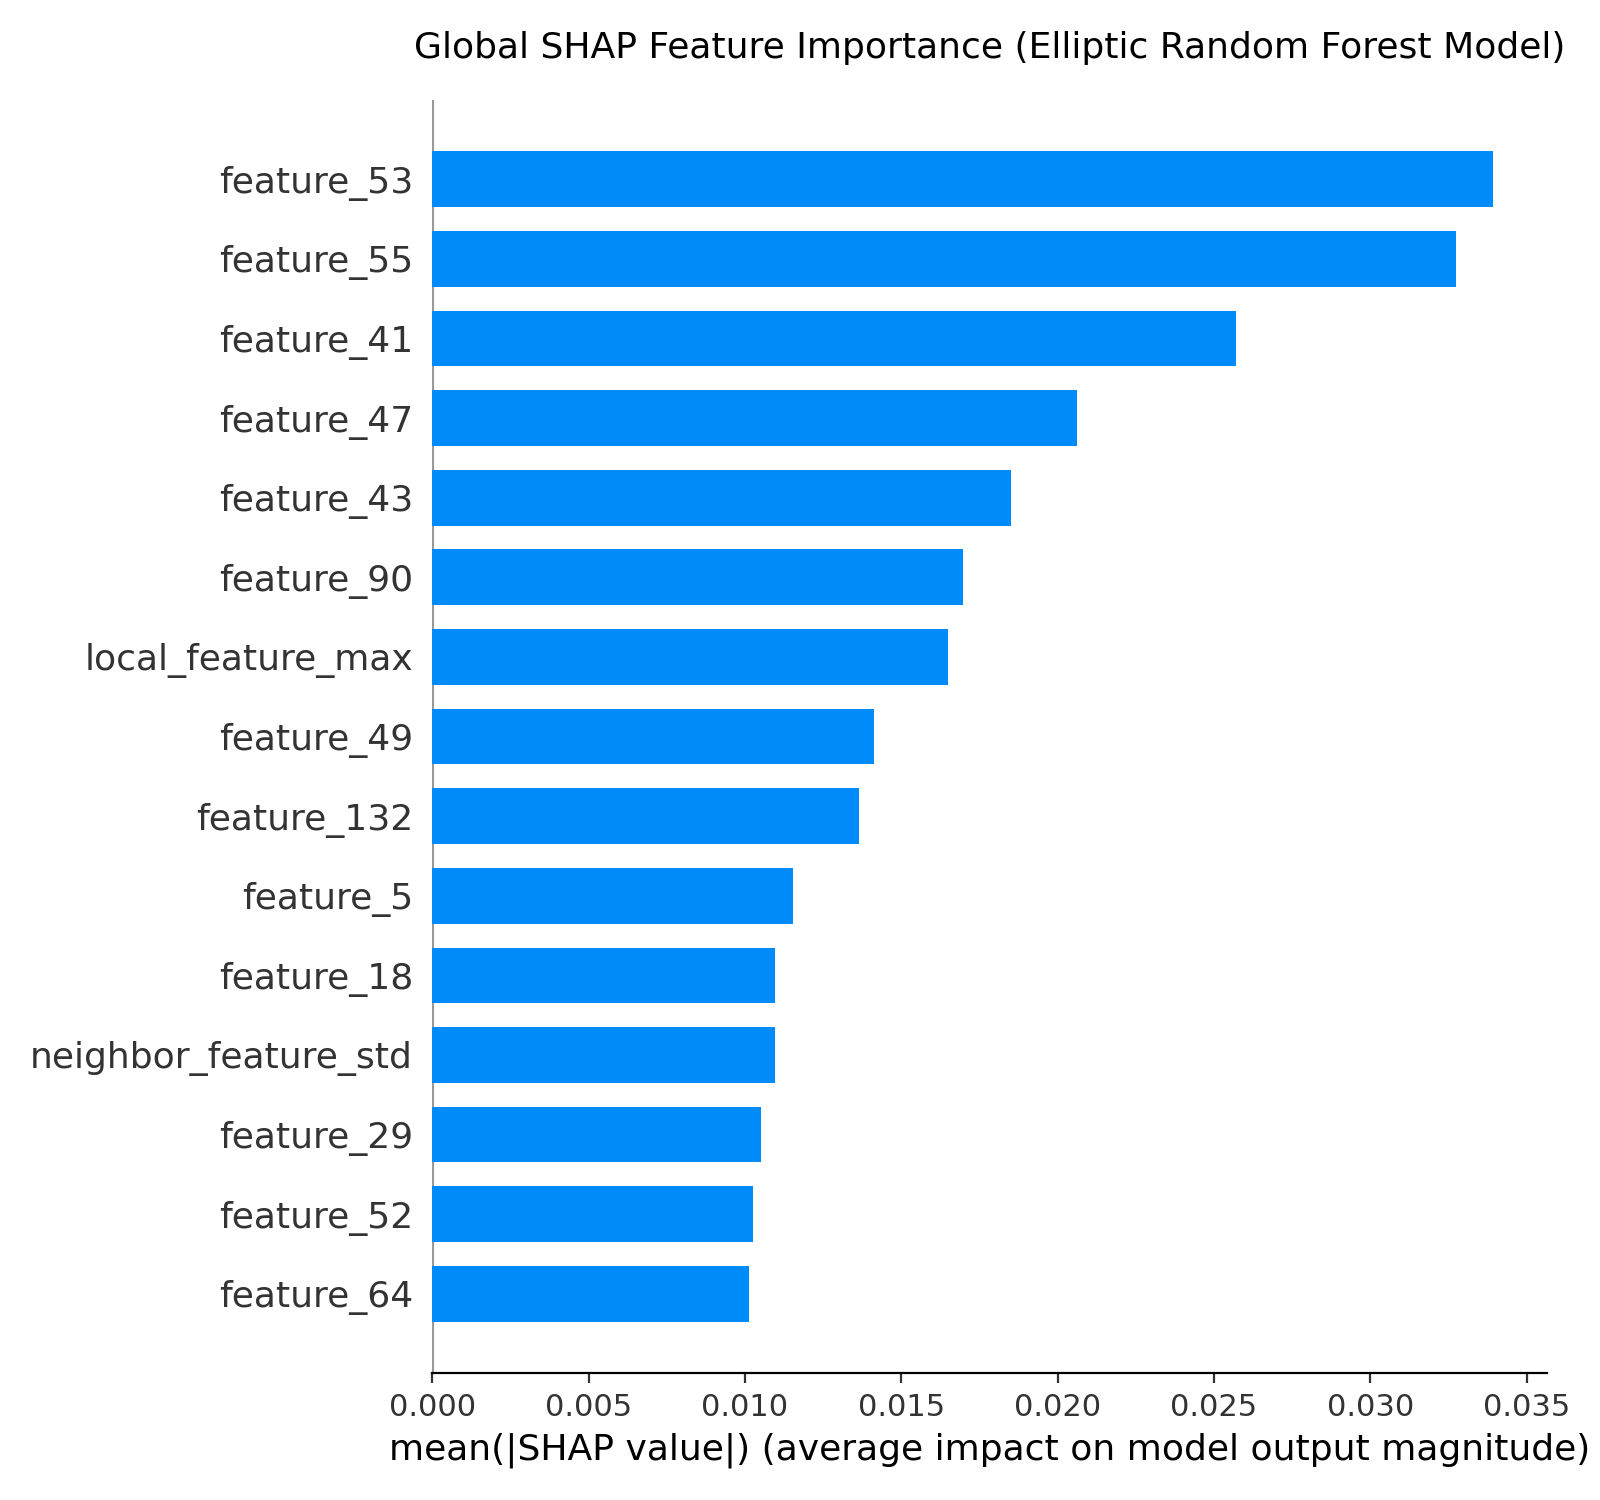 Global SHAP Feature Importance (Elliptic Random Forest Model)
feature_53
feature_55
feature_41
feature_47
feature_43
feature_90
local_feature_max
feature_49
feature_132
feature_5
feature_18
neighbor_feature_std
feature_29
feature_52
feature_64
0.000 0.005 0.010 0.015 0.020 0.025 0.030 0.035
mean(|SHAP value|) (average impact on model output magnitude)